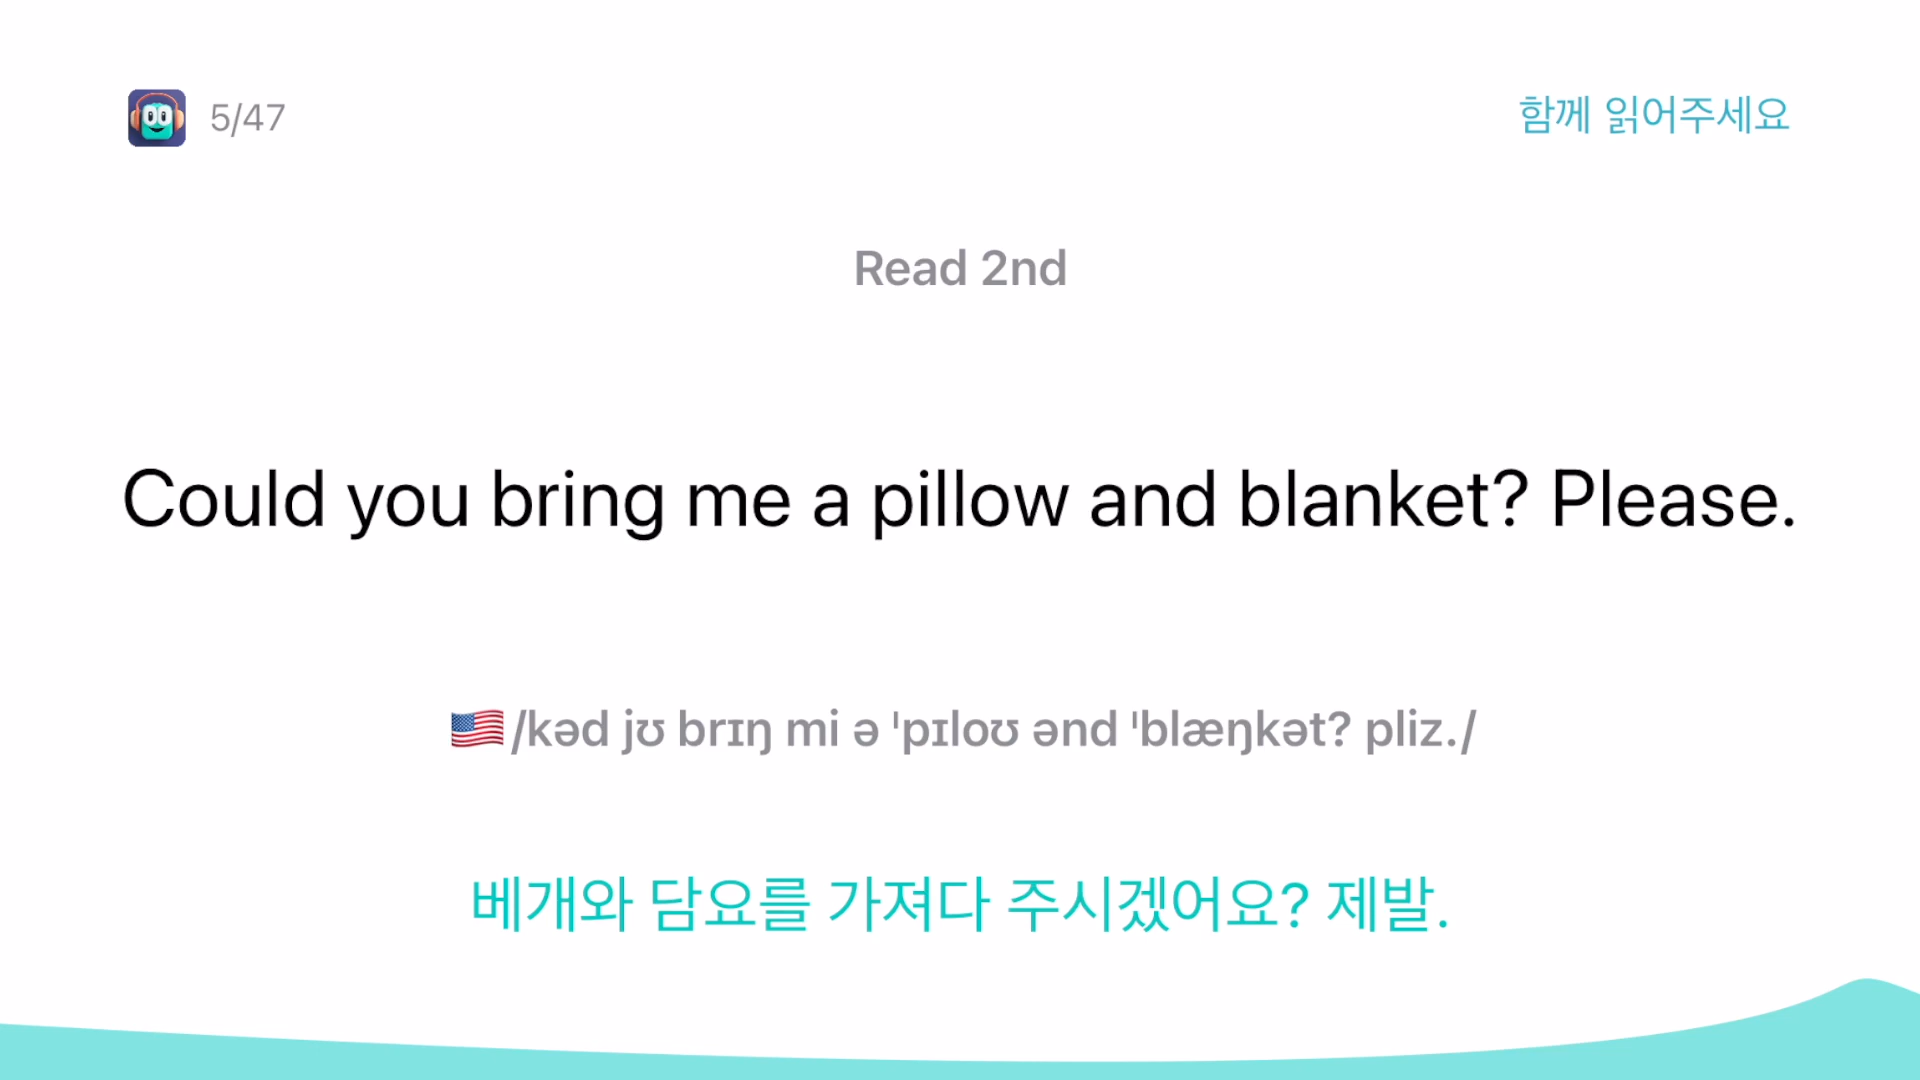 5/47
함께 읽어주세요
Read 2nd
Could you bring me a pillow and blanket? Please.
/kəd jʊ brɪŋ mi ə ˈpɪloʊ ənd ˈblæŋkət? pliz./
베개와 담요를 가져다 주시겠어요? 제발.